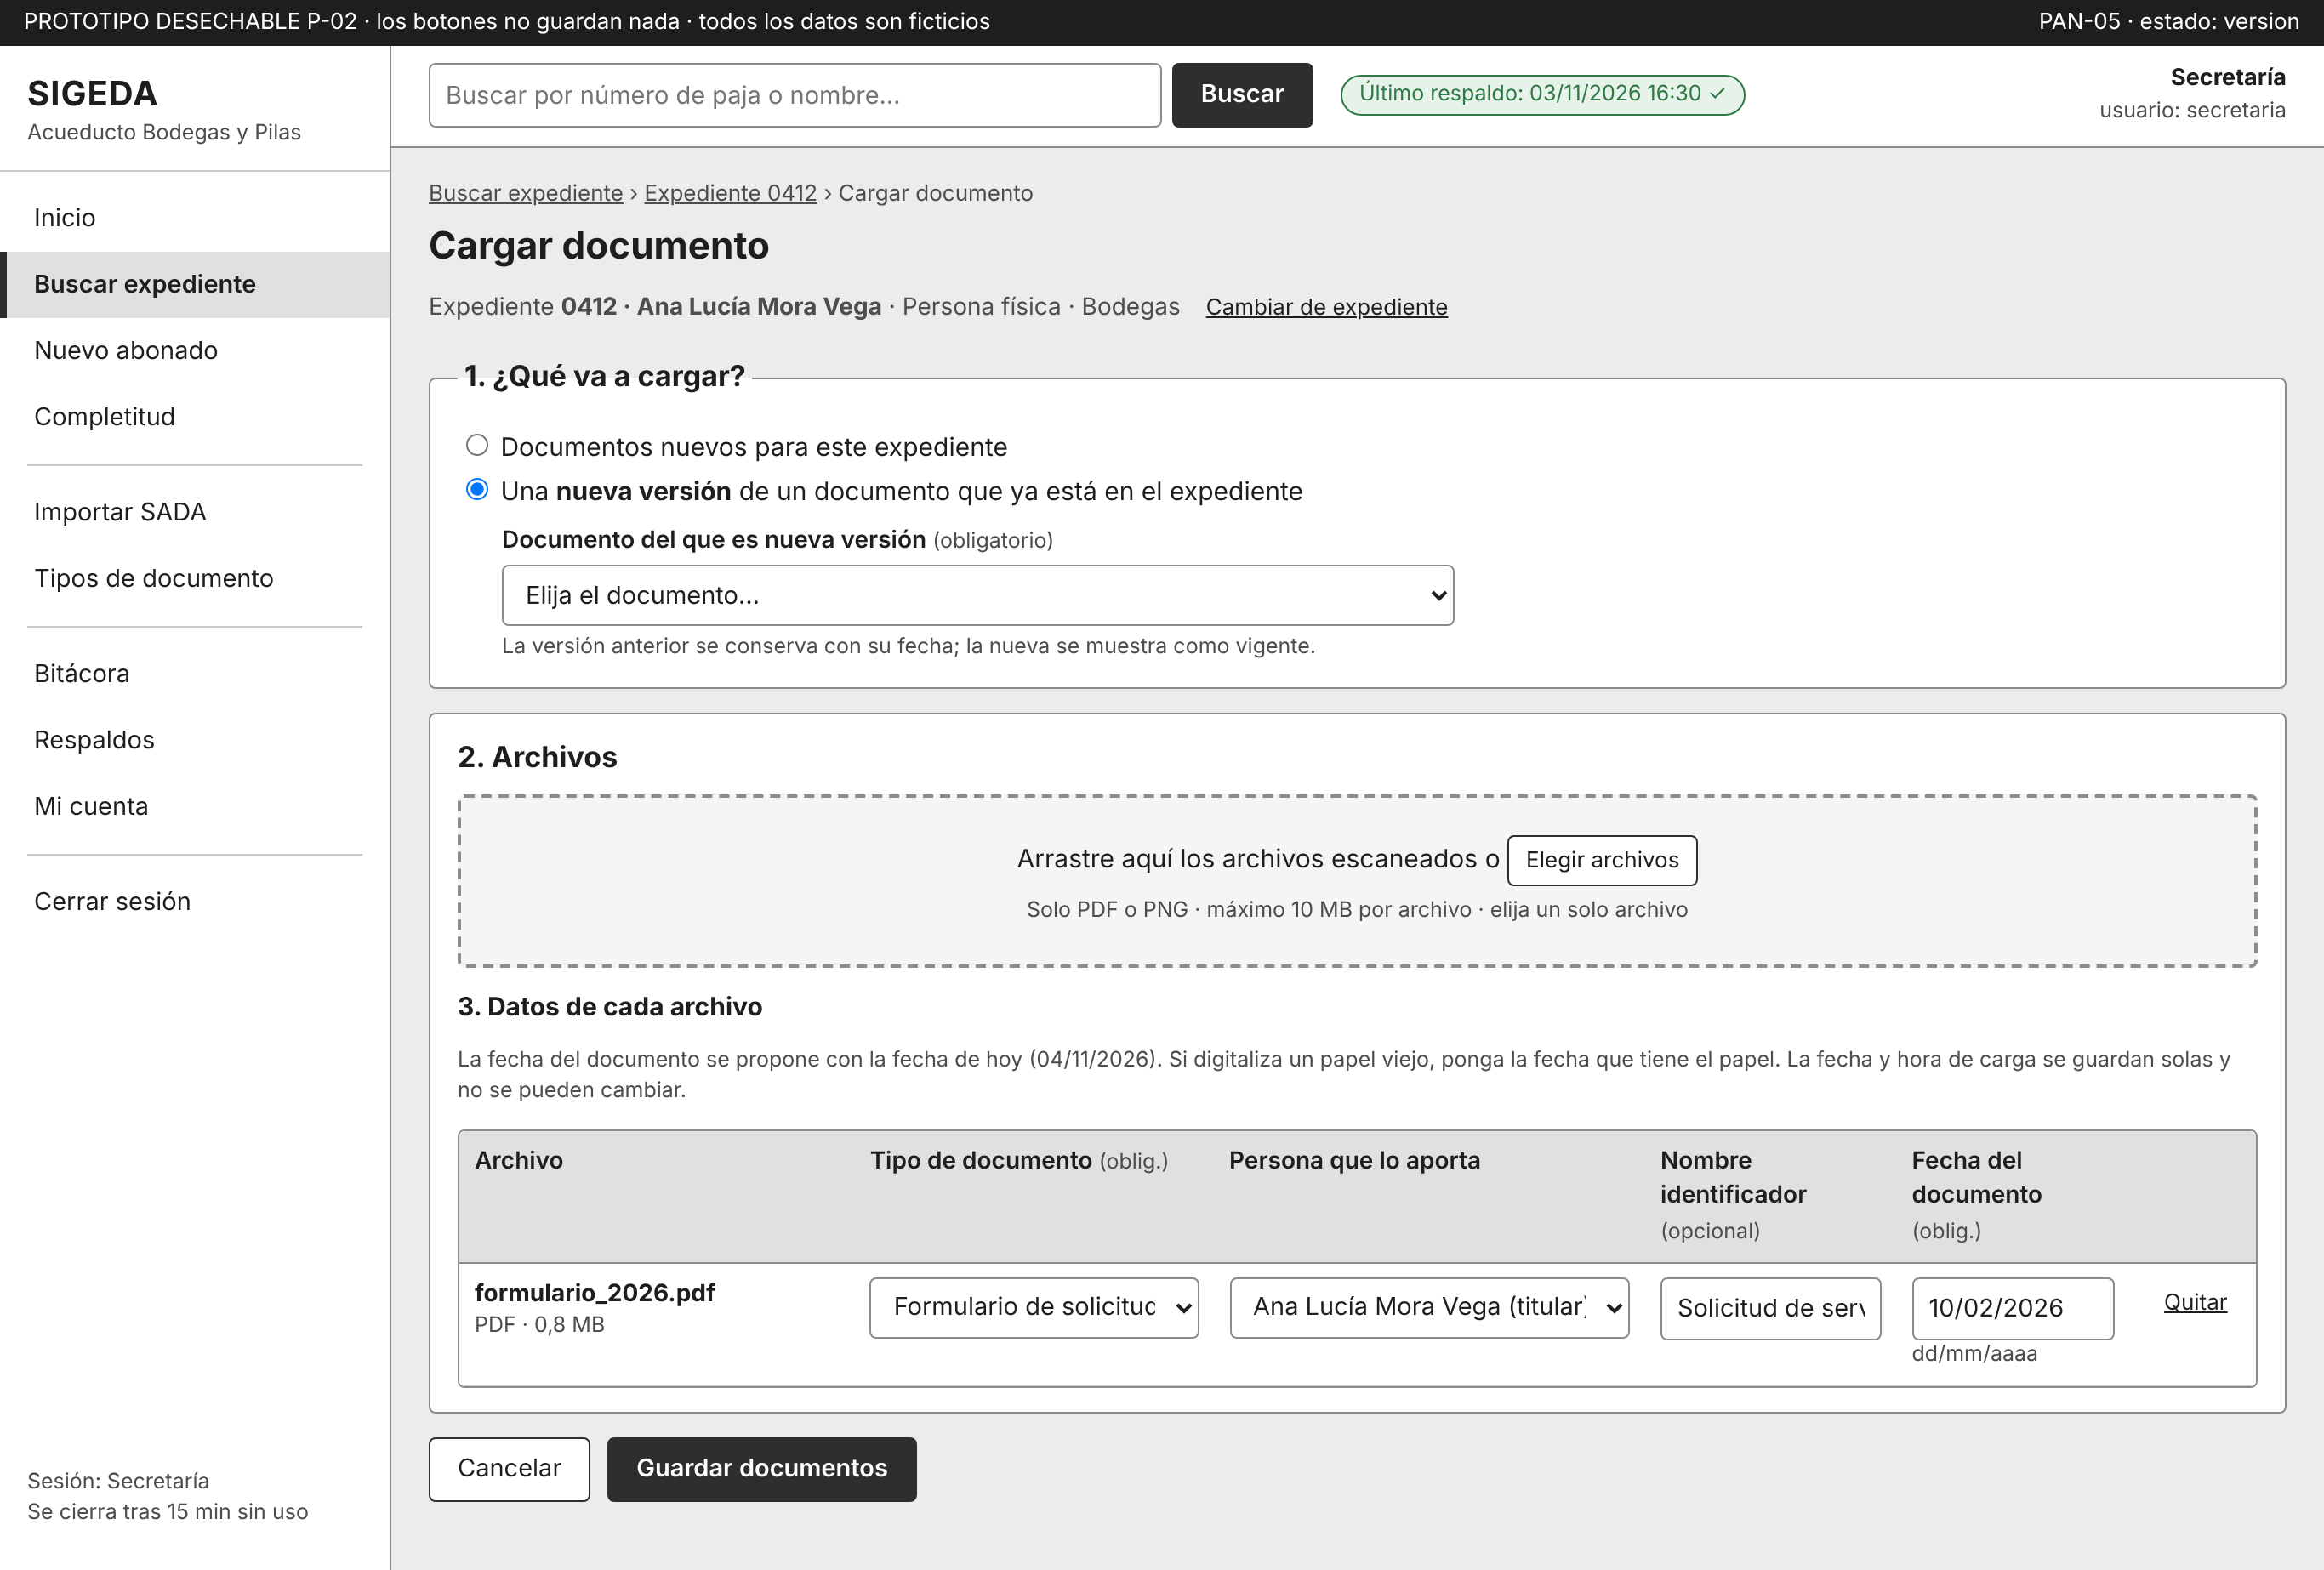 PROTOTIPO DESECHABLE P-02 · los botones no guardan nada · todos los datos son ficticios
PAN-05 · estado: version
SIGEDA
Acueducto Bodegas y Pilas
Buscar por número de paja o nombre...
Buscar
Último respaldo: 03/11/2026 16:30 ✓
Secretaría
usuario: secretaria
Inicio
Buscar expediente
Nuevo abonado
Completitud
Importar SADA
Tipos de documento
Bitácora
Respaldos
Mi cuenta
Cerrar sesión
Sesión: Secretaría
Se cierra tras 15 min sin uso
Buscar expediente › Expediente 0412 › Cargar documento
Cargar documento
Expediente 0412 · Ana Lucía Mora Vega · Persona física · Bodegas Cambiar de expediente
1. ¿Qué va a cargar?
Documentos nuevos para este expediente
Una nueva versión de un documento que ya está en el expediente
Documento del que es nueva versión (obligatorio)
Elija el documento...
La versión anterior se conserva con su fecha; la nueva se muestra como vigente.
2. Archivos
Arrastre aquí los archivos escaneados o Elegir archivos
Solo PDF o PNG · máximo 10 MB por archivo · elija un solo archivo
3. Datos de cada archivo
La fecha del documento se propone con la fecha de hoy (04/11/2026). Si digitaliza un papel viejo, ponga la fecha que tiene el papel. La fecha y hora de carga se guardan solas y
no se pueden cambiar.
Archivo
Tipo de documento (oblig.)
Persona que lo aporta
Nombre
identificador
(opcional)
Fecha del
documento
(oblig.)
formulario_2026.pdf
PDF · 0,8 MB
Formulario de solicitud
Ana Lucía Mora Vega (titular)
Solicitud de serv
10/02/2026
dd/mm/aaaa
Quitar
Cancelar
Guardar documentos